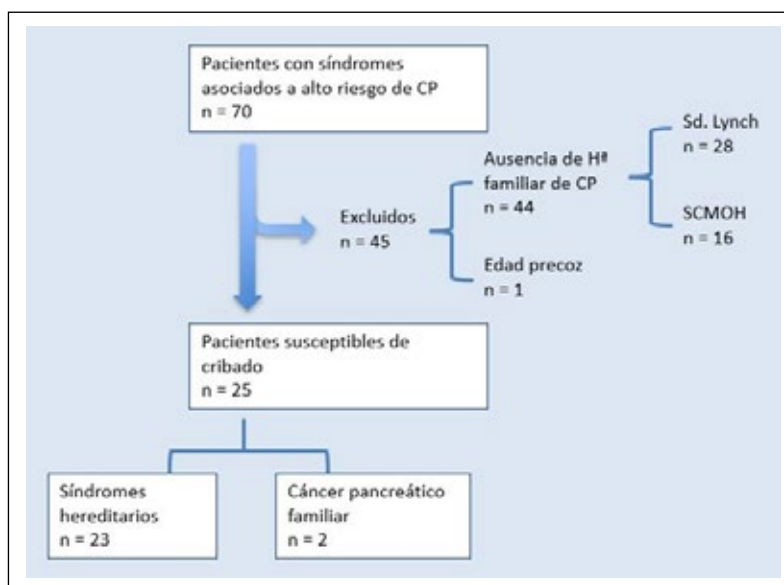 Pacientes con síndromes
asociados a alto riesgo de CP
n = 70
Sd. Lynch
n = 28
Ausencia de Hª
familiar de CP
n = 44
SCMOH
n = 16
Excluidos
n = 45
Edad precoz
n = 1
Pacientes susceptibles de
cribado
n = 25
Síndromes
hereditarios
n = 23
Cáncer pancreático
familiar
n = 2